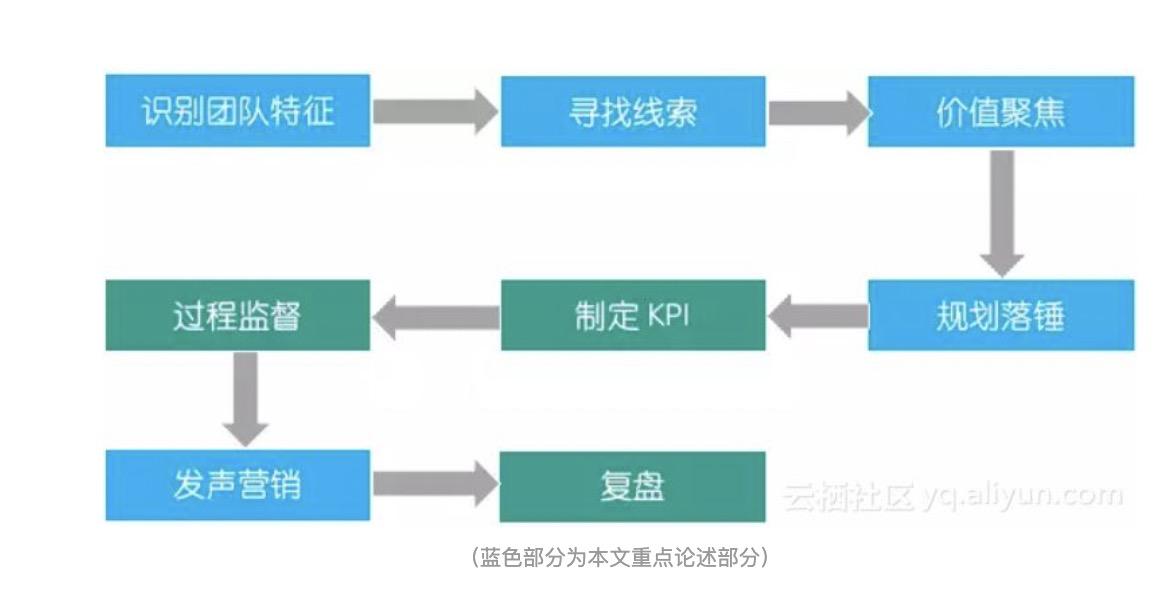 识别团队特征
寻找线索
价值聚焦
规划落锤
制定 KPI
过程监督
发声营销
复盘
云栖社区 yq.aliyun.com
(蓝色部分为本文重点论述部分)